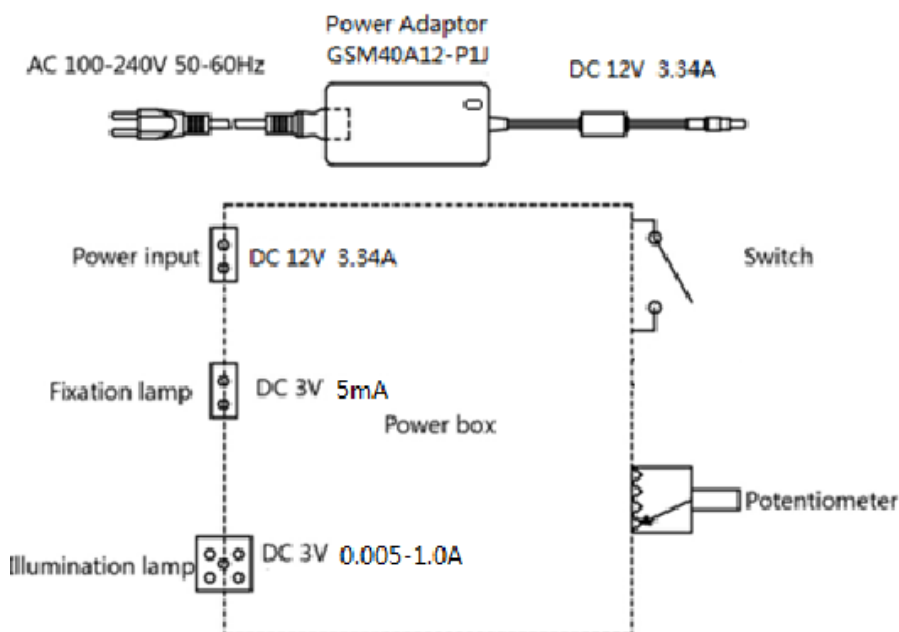 Power Adaptor
GSM40A12-P1J
AC 100-240V 50-60Hz
DC 12V 3.34A
Power input
DC 12V 3.34A
Switch
Fixation lamp
DC 3V 5mA
Power box
Potentiometer
Illumination lamp
DC 3V 0.005-1.0A